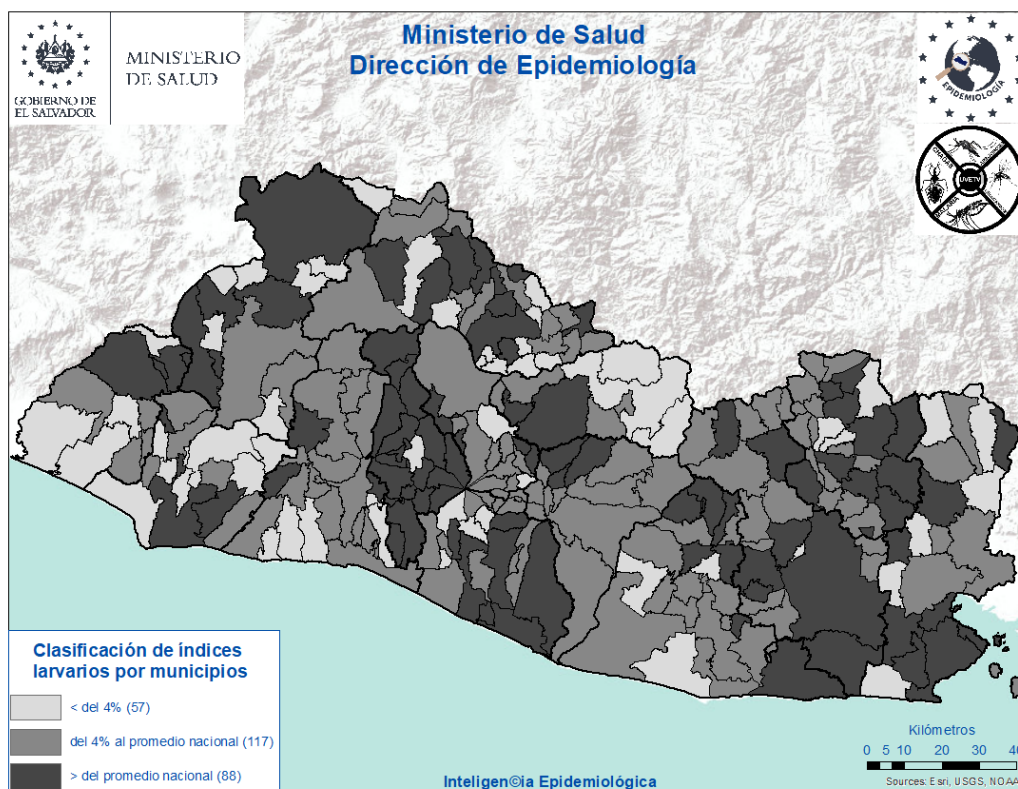 Ministerio de Salud
Dirección de Epidemiología
MINISTERIO
DE SALUD
GOBIERNO DE
EL SALVADOR
EPIDEMIOLOGÍA
CHAGAS
UVETV
Clasificación de índices
larvarios por municipios
< del 4% (57)
del 4% al promedio nacional (117)
> del promedio nacional (88)
Inteligen©ia Epidemiológica
Kilómetros
0 5 10 20 30 40
Sources: Esri, USGS, NOAA